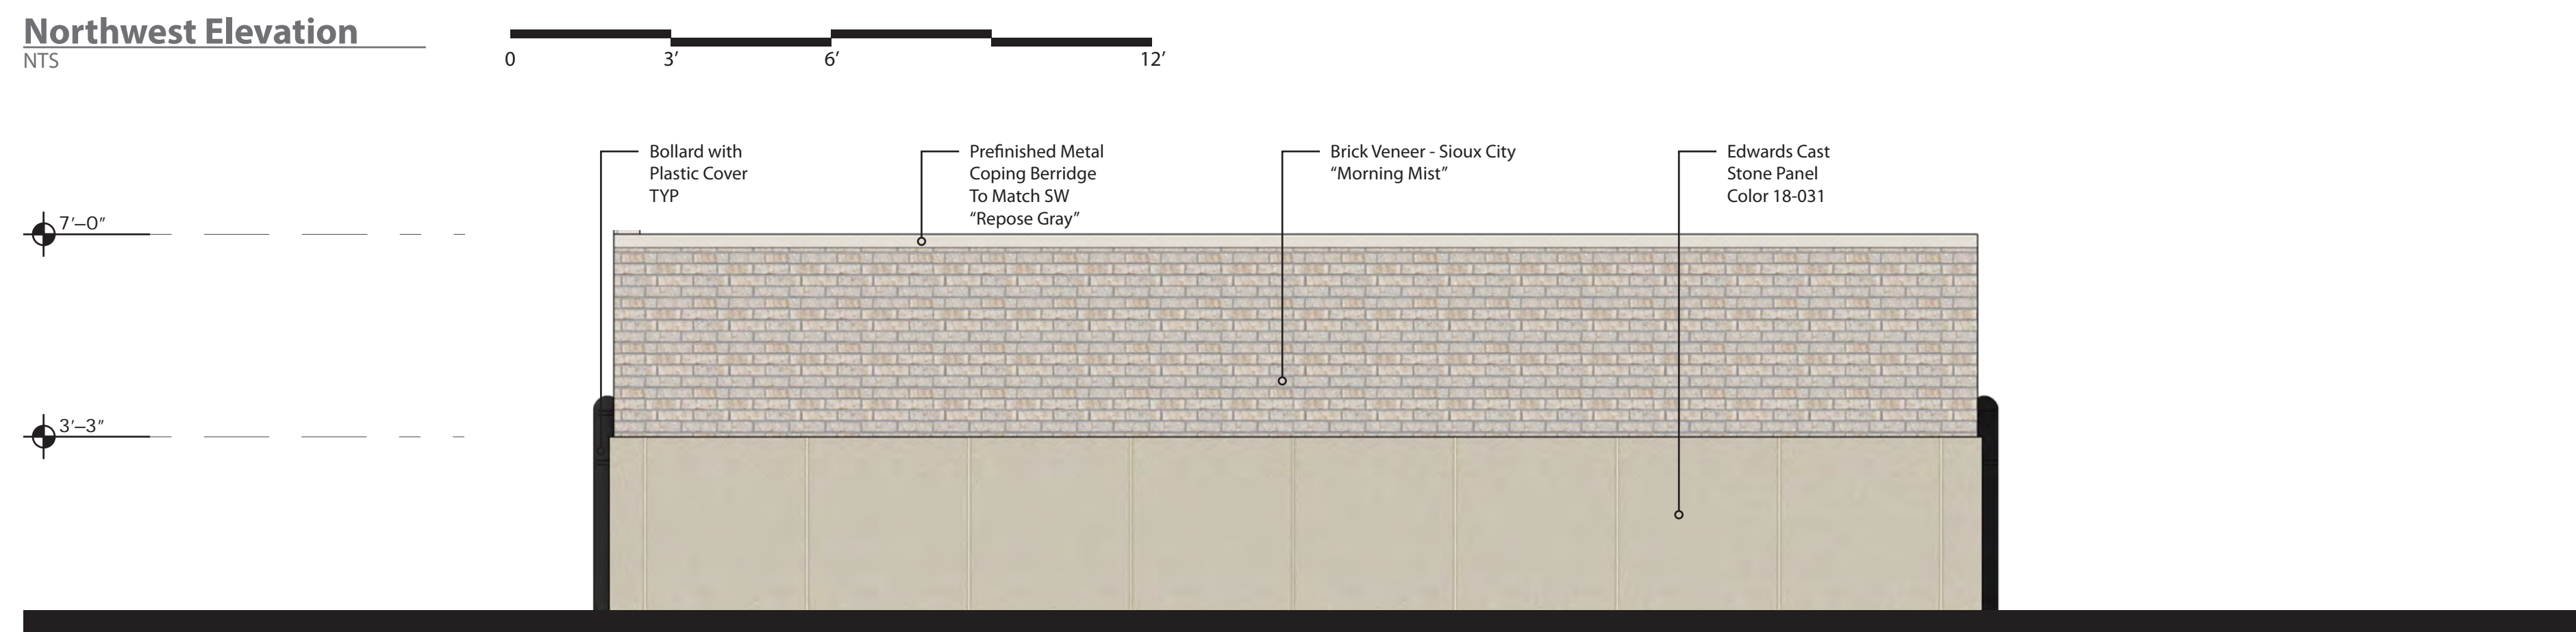 Northwest Elevation
NTS
0 3′ 6′ 12′
Bollard with
Plastic Cover
TYP
Prefinished Metal
Coping Berridge
To Match SW
“Repose Gray”
Brick Veneer - Sioux City
“Morning Mist”
Edwards Cast
Stone Panel
Color 18-031
7′–0″
3′–3″